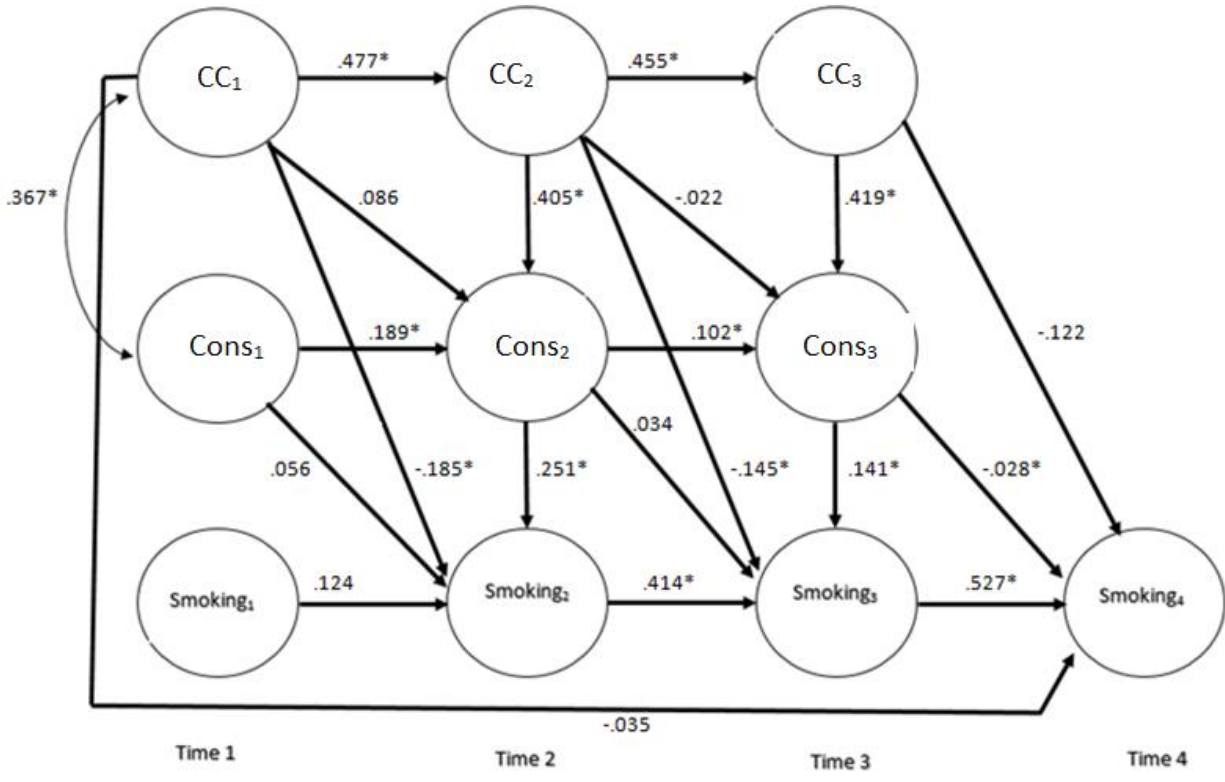 CC₁
.477*
CC₂
.455*
CC₃
.367*
.086
.405*
-.022
.419*
Cons₁
.189*
Cons₂
.102*
Cons₃
-.122
.056
-.185*
.251*
.034
-.145*
.141*
-.028*
Smoking₁
.124
Smoking₂
.414*
Smoking₃
.527*
Smoking₄
-.035
Time 1
Time 2
Time 3
Time 4